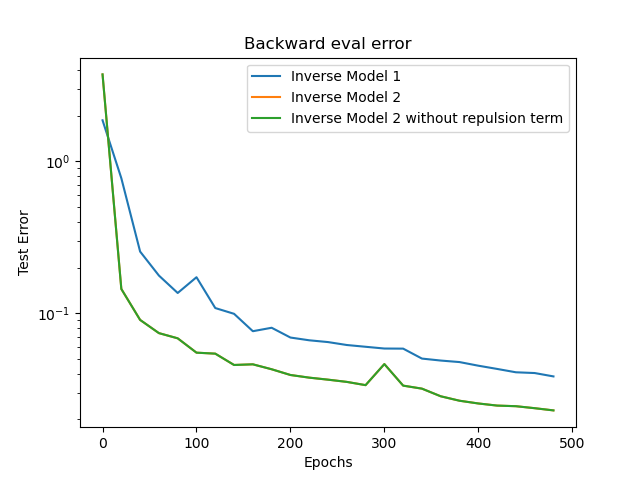 Backward eval error
Inverse Model 1
Inverse Model 2
Inverse Model 2 without repulsion term
Test Error
10⁰
10⁻¹
0 100 200 300 400 500
Epochs